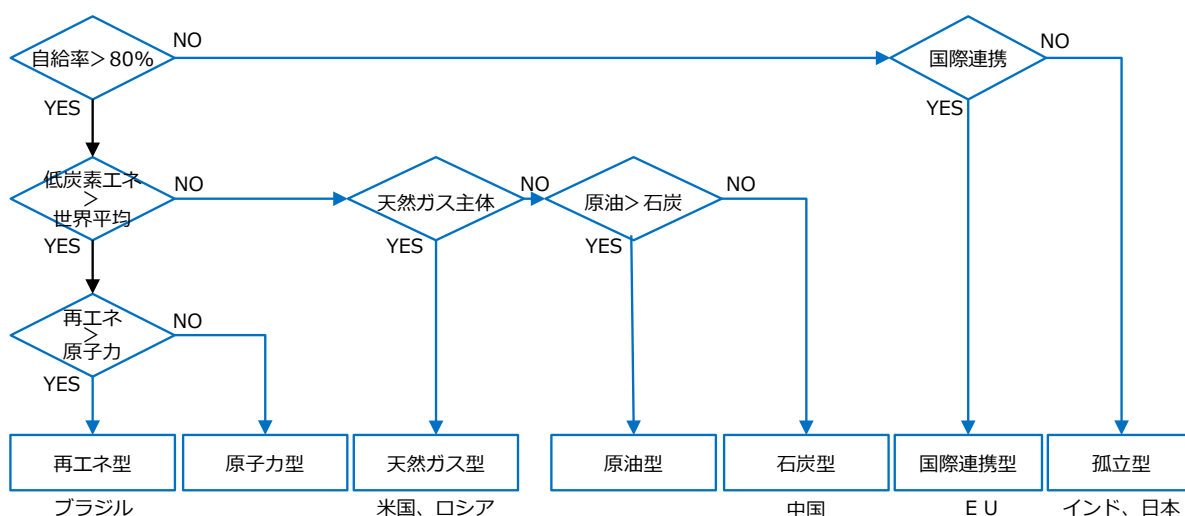 自給率＞80%
NO
国際連携
NO
YES
YES
低炭素エネ
＞
世界平均
NO
天然ガス主体
NO
原油＞石炭
NO
YES
YES
YES
再エネ
＞
原子力
NO
YES
再エネ型
原子力型
天然ガス型
原油型
石炭型
国際連携型
孤立型
ブラジル
米国、ロシア
中国
ＥＵ
インド、日本